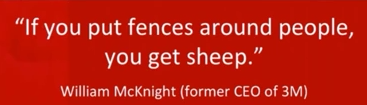 “If you put fences around people,
you get sheep.”
William McKnight (former CEO of 3M)